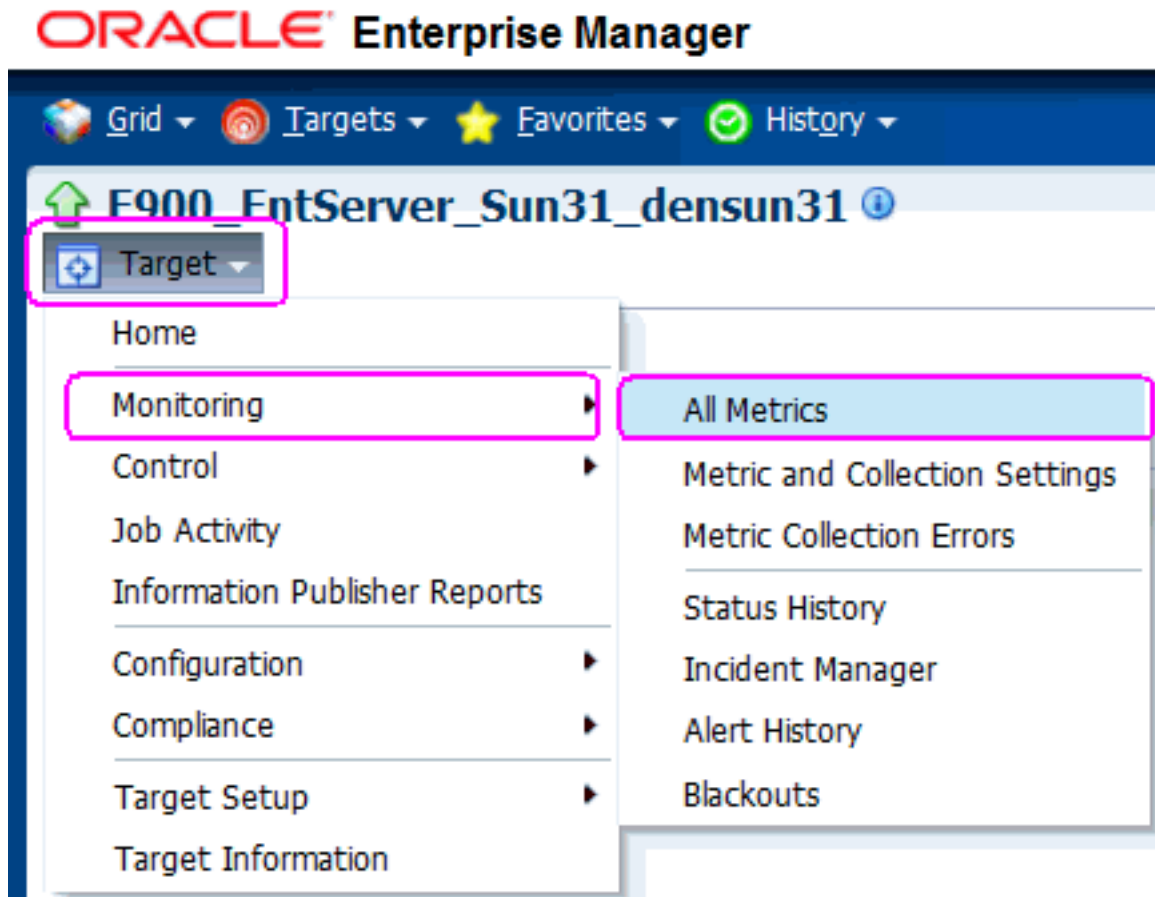 ORACLE Enterprise Manager
Grid Targets Favorites History
E900_EntServer_Sun31_densun31
Target
Home
Monitoring
Control
Job Activity
Information Publisher Reports
Configuration
Compliance
Target Setup
Target Information
All Metrics
Metric and Collection Settings
Metric Collection Errors
Status History
Incident Manager
Alert History
Blackouts